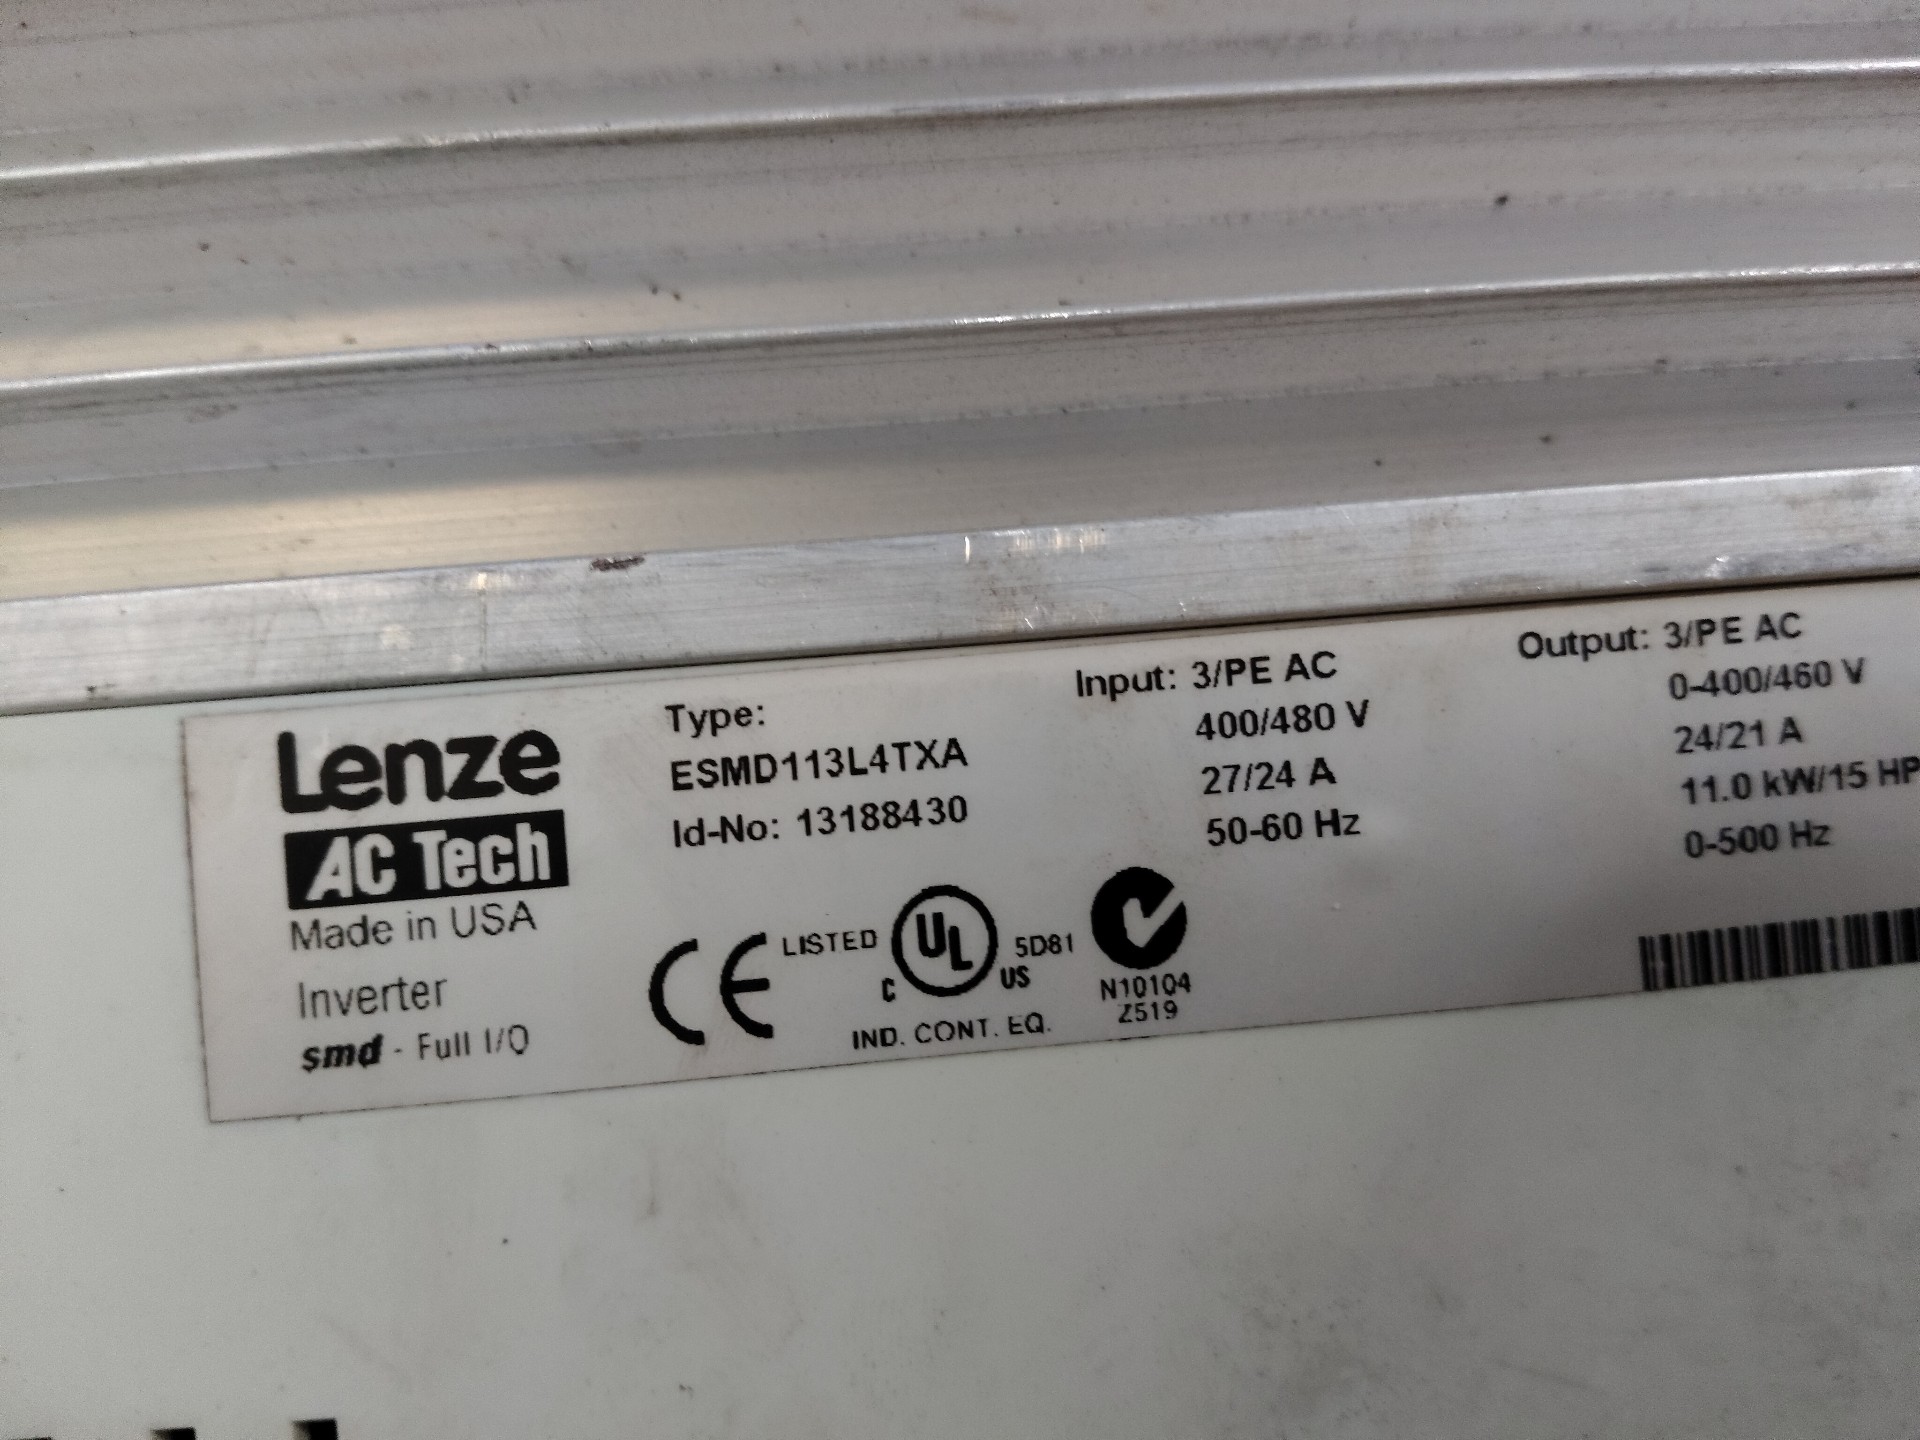 Lenze
AC Tech
Made in USA
Inverter
smd - Full I/O
Type:
ESMD113L4TXA
Id-No: 13188430
Input: 3/PE AC
400/480 V
27/24 A
50-60 Hz
Output: 3/PE AC
0-400/460 V
24/21 A
11.0 kW/15 HP
0-500 Hz
CE
LISTED
C UL US
5D81
IND. CONT. EQ.
N10104
Z519